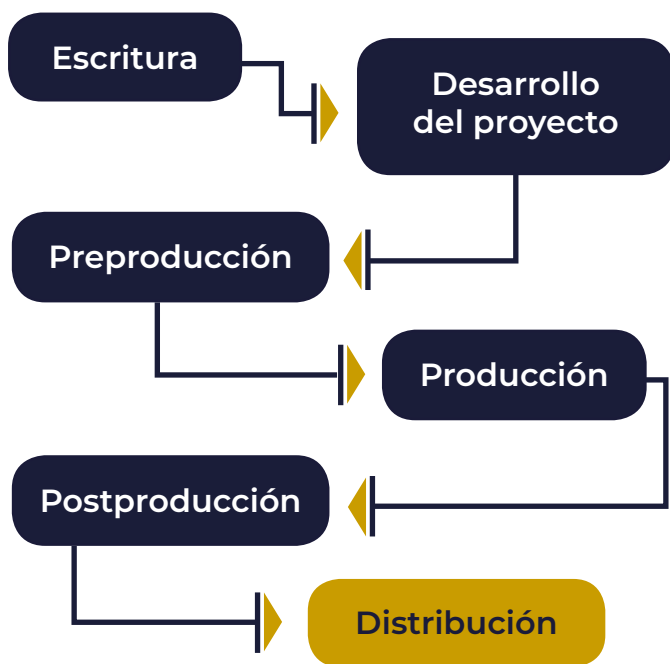 Escritura
Desarrollo
del proyecto
Preproducción
Producción
Postproducción
Distribución